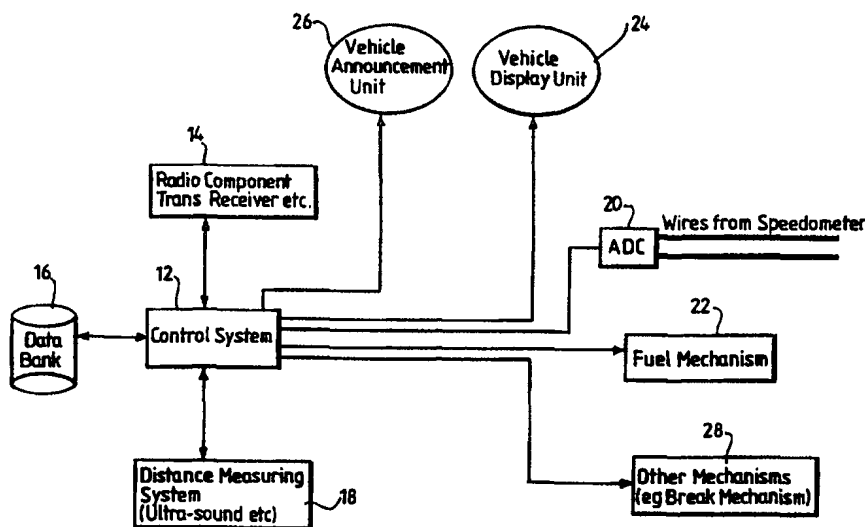 26
Vehicle
Announcement
Unit
Vehicle
Display Unit
24
14
Radio Component
Trans Receiver etc.
20
ADC
Wires from Speedometer
16
Data
Bank
12
Control System
22
Fuel Mechanism
Distance Measuring
System
(Ultra-sound etc)
18
28
Other Mechanisms
(eg Break Mechanism)